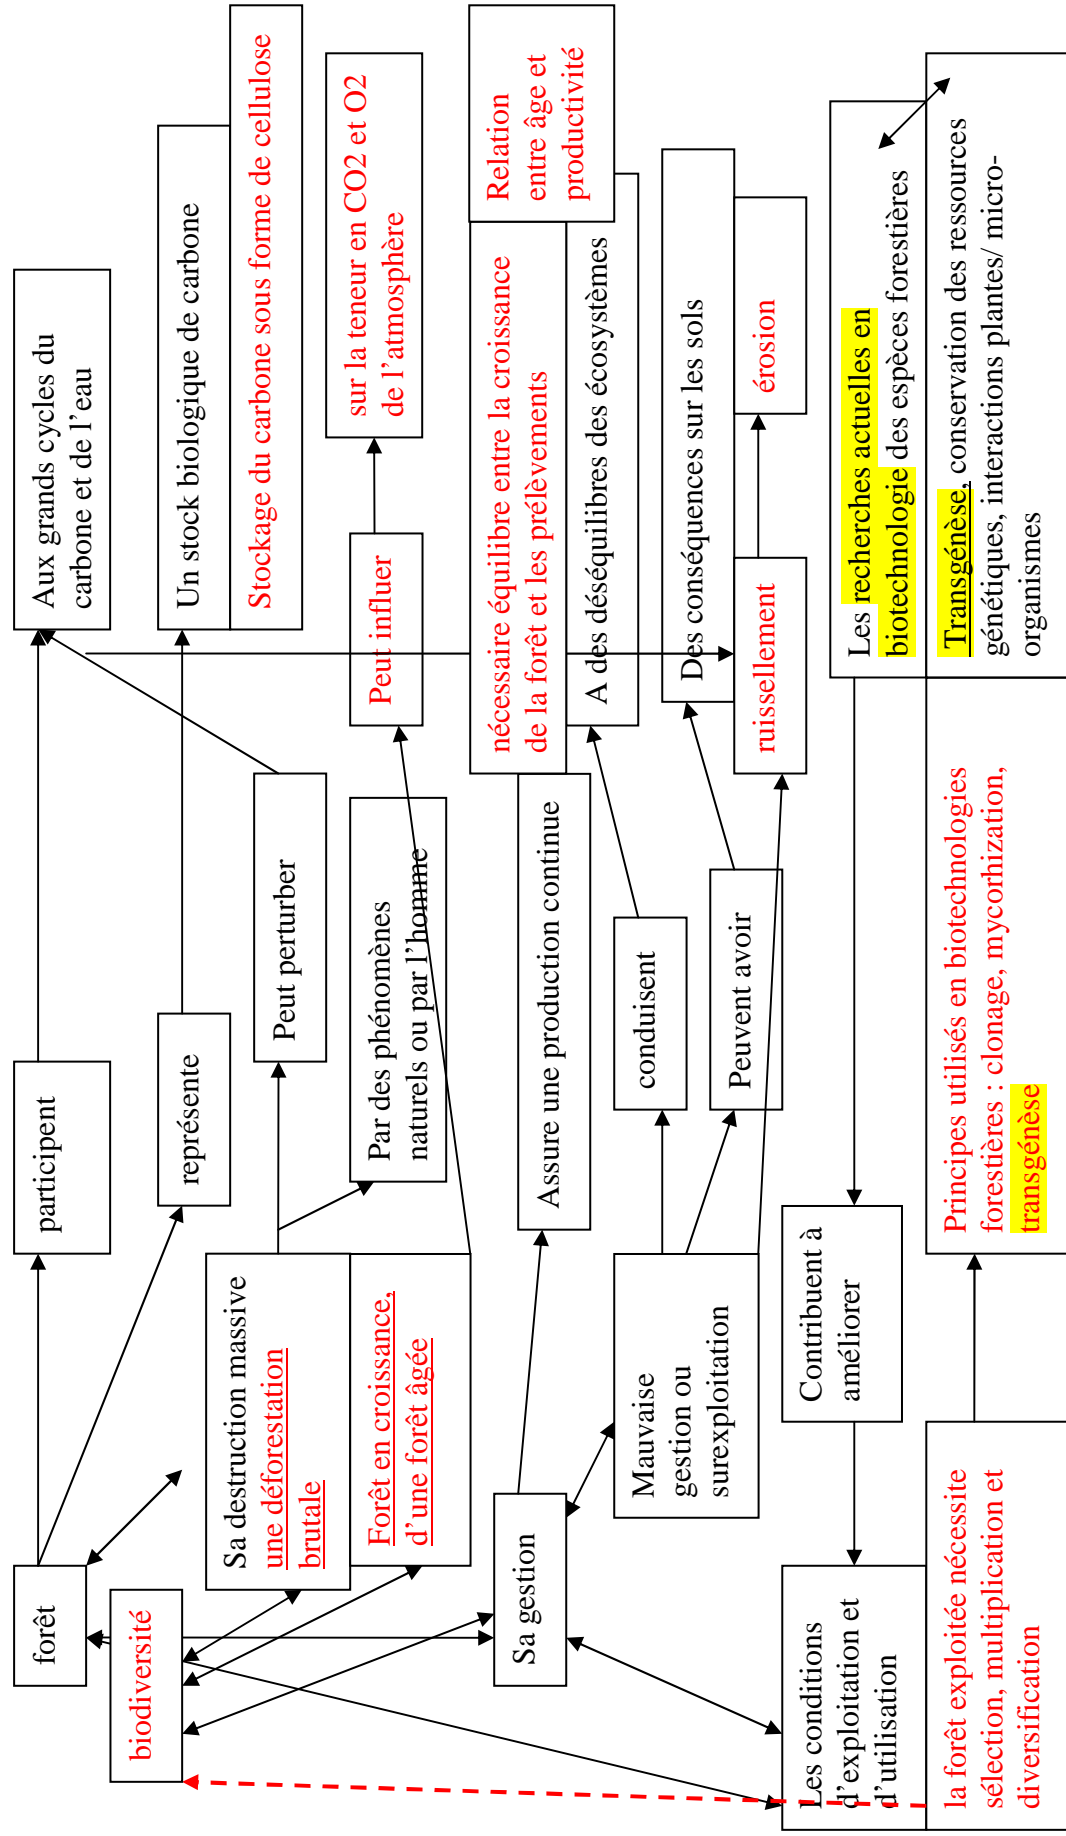 forêt
participent
Aux grands cycles du
carbone et de l'eau
biodiversité
représente
Un stock biologique de carbone
Stockage du carbone sous forme de cellulose
Sa destruction massive
une déforestation
brutale
Peut perturber
Forêt en croissance,
d'une forêt âgée
Par des phénomènes
naturels ou par l'homme
Peut influer
sur la teneur en CO2 et O2
de l'atmosphère
Sa gestion
Assure une production continue
nécessaire équilibre entre la croissance
de la forêt et les prélèvements
Relation
entre âge et
productivité
Mauvaise
gestion ou
surexploitation
conduisent
A des déséquilibres des écosystèmes
Peuvent avoir
Des conséquences sur les sols
ruissellement
érosion
Les conditions
d'exploitation et
d'utilisation
Contribuent à
améliorer
Les recherches actuelles en
biotechnologie des espèces forestières
la forêt exploitée nécessite
sélection, multiplication et
diversification
Principes utilisés en biotechnologies
forestières : clonage, mycorhization,
transgénèse
Transgénèse, conservation des ressources
génétiques, interactions plantes/ micro-
organismes